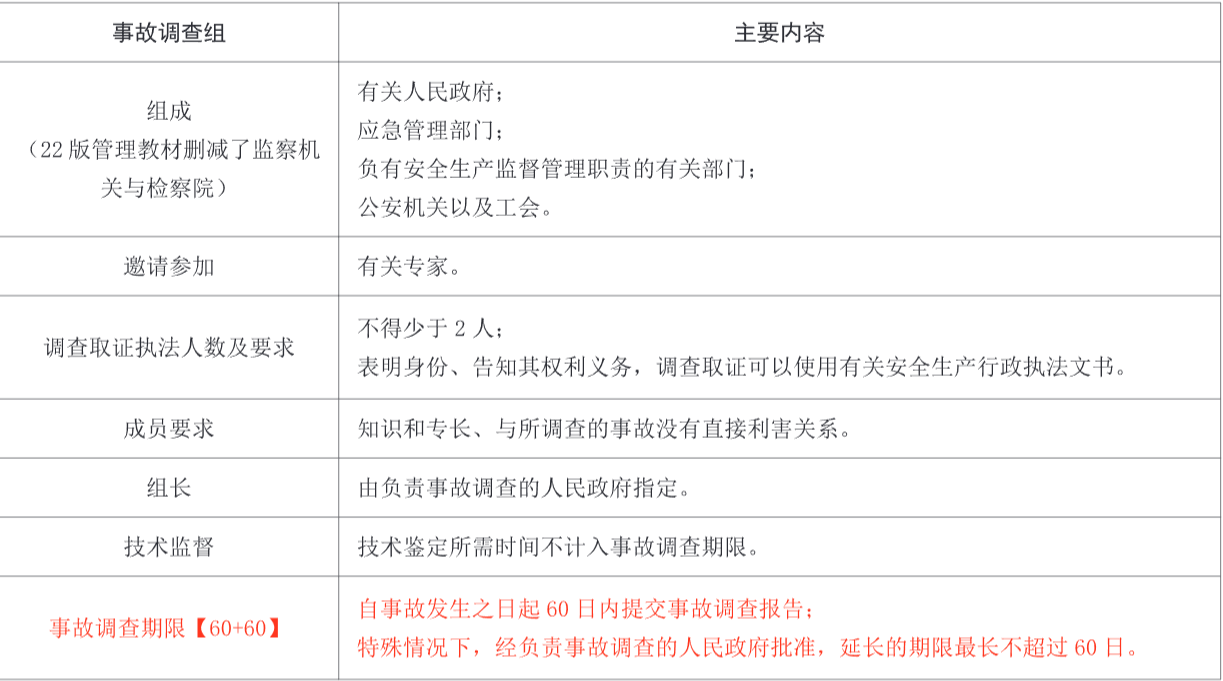 事故调查组
主要内容
组成
（22 版管理教材删减了监察机
关与检察院）
有关人民政府；
应急管理部门；
负有安全生产监督管理职责的有关部门；
公安机关以及工会。
邀请参加
有关专家。
调查取证执法人数及要求
不得少于 2 人；
表明身份、告知其权利义务，调查取证可以使用有关安全生产行政执法文书。
成员要求
知识和专长、与所调查的事故没有直接利害关系。
组长
由负责事故调查的人民政府指定。
技术监督
技术鉴定所需时间不计入事故调查期限。
事故调查期限【60+60】
自事故发生之日起 60 日内提交事故调查报告；
特殊情况下，经负责事故调查的人民政府批准，延长的期限最长不超过 60 日。